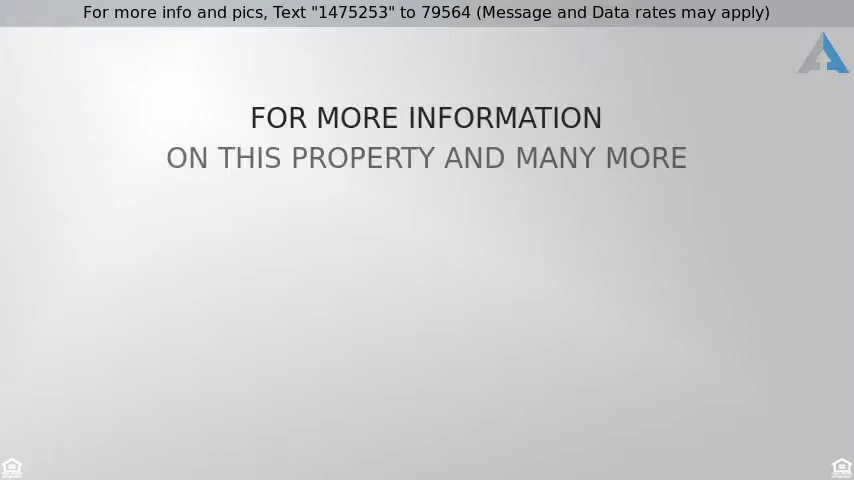 For more info and pics, Text "1475253" to 79564 (Message and Data rates may apply)
FOR MORE INFORMATION
ON THIS PROPERTY AND MANY MORE